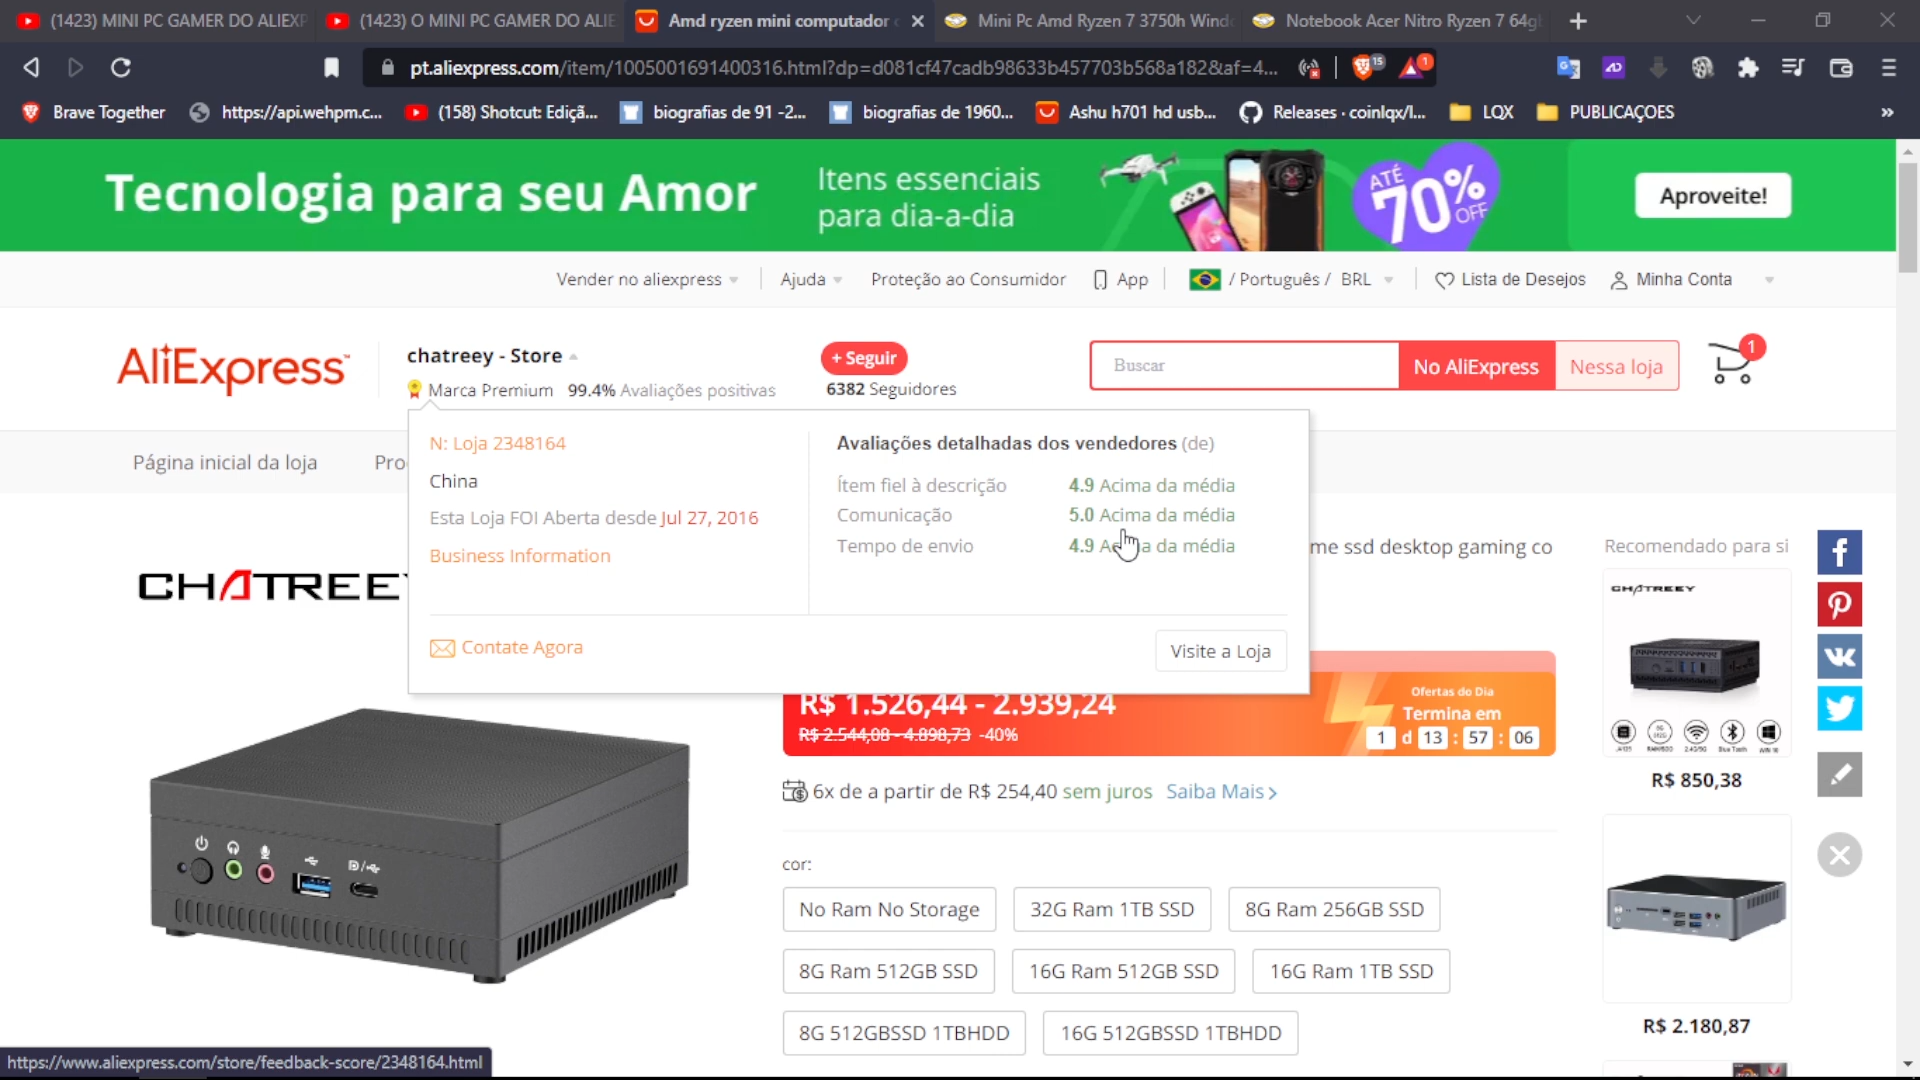 (1423) MINI PC GAMER DO ALIEXP
(1423) O MINI PC GAMER DO ALIE
Amd ryzen mini computador
Mini Pc Amd Ryzen 7 3750h Wind
Notebook Acer Nitro Ryzen 7 64g
pt.aliexpress.com/item/1005001691400316.html?dp=d081cf47cadb98633b457703b568a182&af=4...
15
1
Brave Together
https://api.wehpm.c...
(158) Shotcut: Ediçã...
biografias de 91 -2...
biografias de 1960...
Ashu h701 hd usb...
Releases · coinlqx/l...
LQX
PUBLICAÇOES
Tecnologia para seu Amor
Itens essenciais
para dia-a-dia
ATÉ
70%
OFF
Aproveite!
Vender no aliexpress
Ajuda
Proteção ao Consumidor
App
/ Português / BRL
Lista de Desejos
Minha Conta
AliExpress
chatreey - Store
Marca Premium 99.4% Avaliações positivas
+ Seguir
6382 Seguidores
Buscar
No AliExpress
Nessa loja
1
Página inicial da loja
Pro
N: Loja 2348164
China
Esta Loja FOI Aberta desde Jul 27, 2016
Business Information
Avaliações detalhadas dos vendedores (de)
Ítem fiel à descrição 4.9 Acima da média
Comunicação 5.0 Acima da média
Tempo de envio 4.9 da média
Contate Agora
Visite a Loja
me ssd desktop gaming co
Recomendado para si
CHATREEY
R$ 1.526,44 - 2.939,24
R$ 2.544,08 - 4.898,73 -40%
Ofertas do Dia
Termina em
1 d 13 : 57 : 06
6x de a partir de R$ 254,40 sem juros Saiba Mais
cor:
No Ram No Storage
32G Ram 1TB SSD
8G Ram 256GB SSD
8G Ram 512GB SSD
16G Ram 512GB SSD
16G Ram 1TB SSD
8G 512GBSSD 1TBHDD
16G 512GBSSD 1TBHDD
CHATREEY
R$ 850,38
R$ 2.180,87
https://www.aliexpress.com/store/feedback-score/2348164.html